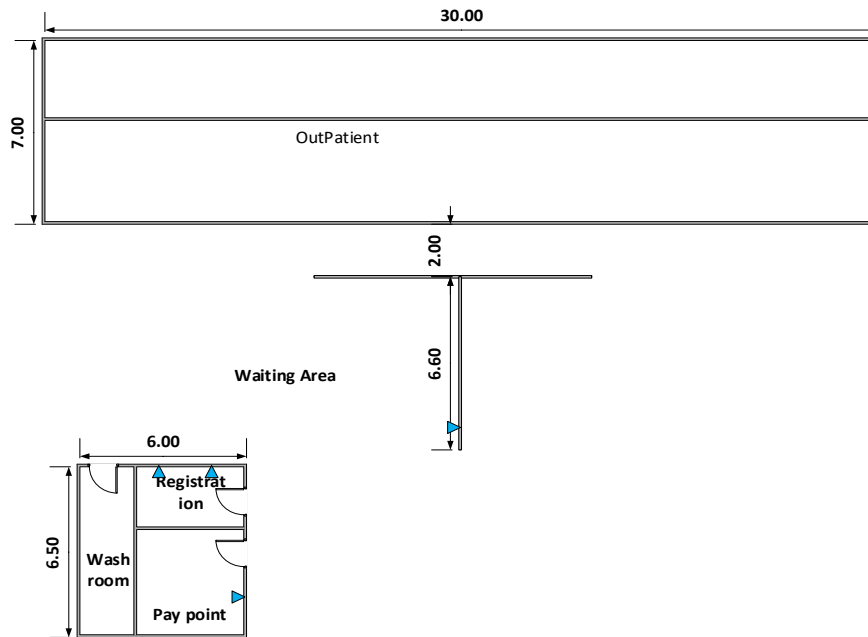 30.00
7.00
OutPatient
2.00
6.60
Waiting Area
6.00
Registrat
ion
6.50
Wash
room
Pay point